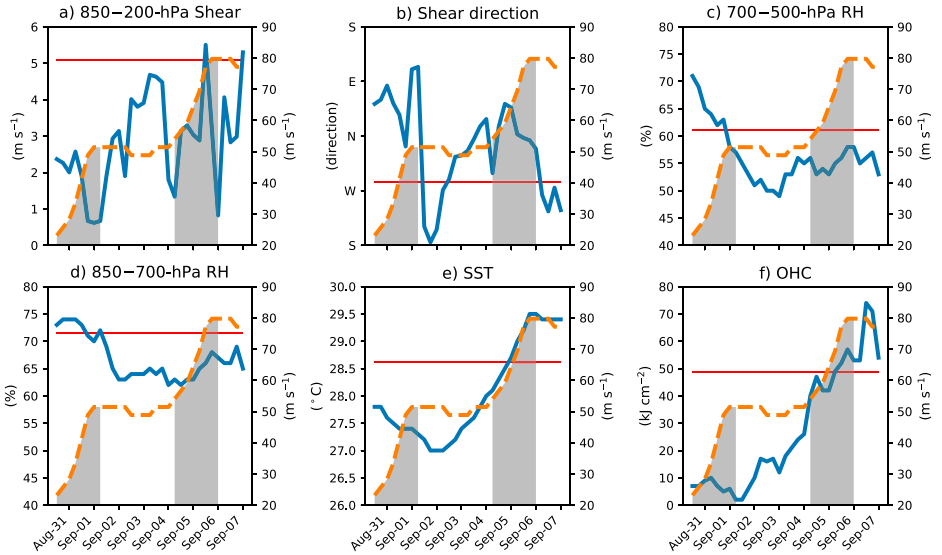 a) 850−200-hPa Shear
b) Shear direction
c) 700−500-hPa RH
6
5
4
3
2
1
0
(m s⁻¹)
90
80
70
60
50
40
30
20
(m s⁻¹)
S
E
N
W
S
(direction)
90
80
70
60
50
40
30
20
(m s⁻¹)
80
75
70
65
60
55
50
45
40
(%)
90
80
70
60
50
40
30
20
(m s⁻¹)
d) 850−700-hPa RH
e) SST
f) OHC
80
75
70
65
60
55
50
45
40
(%)
90
80
70
60
50
40
30
20
(m s⁻¹)
Aug-31
Sep-01
Sep-02
Sep-03
Sep-04
Sep-05
Sep-06
Sep-07
30.0
29.5
29.0
28.5
28.0
27.5
27.0
26.5
26.0
(°C)
90
80
70
60
50
40
30
20
(m s⁻¹)
Aug-31
Sep-01
Sep-02
Sep-03
Sep-04
Sep-05
Sep-06
Sep-07
80
70
60
50
40
30
20
10
0
(kJ cm⁻²)
90
80
70
60
50
40
30
20
(m s⁻¹)
Aug-31
Sep-01
Sep-02
Sep-03
Sep-04
Sep-05
Sep-06
Sep-07